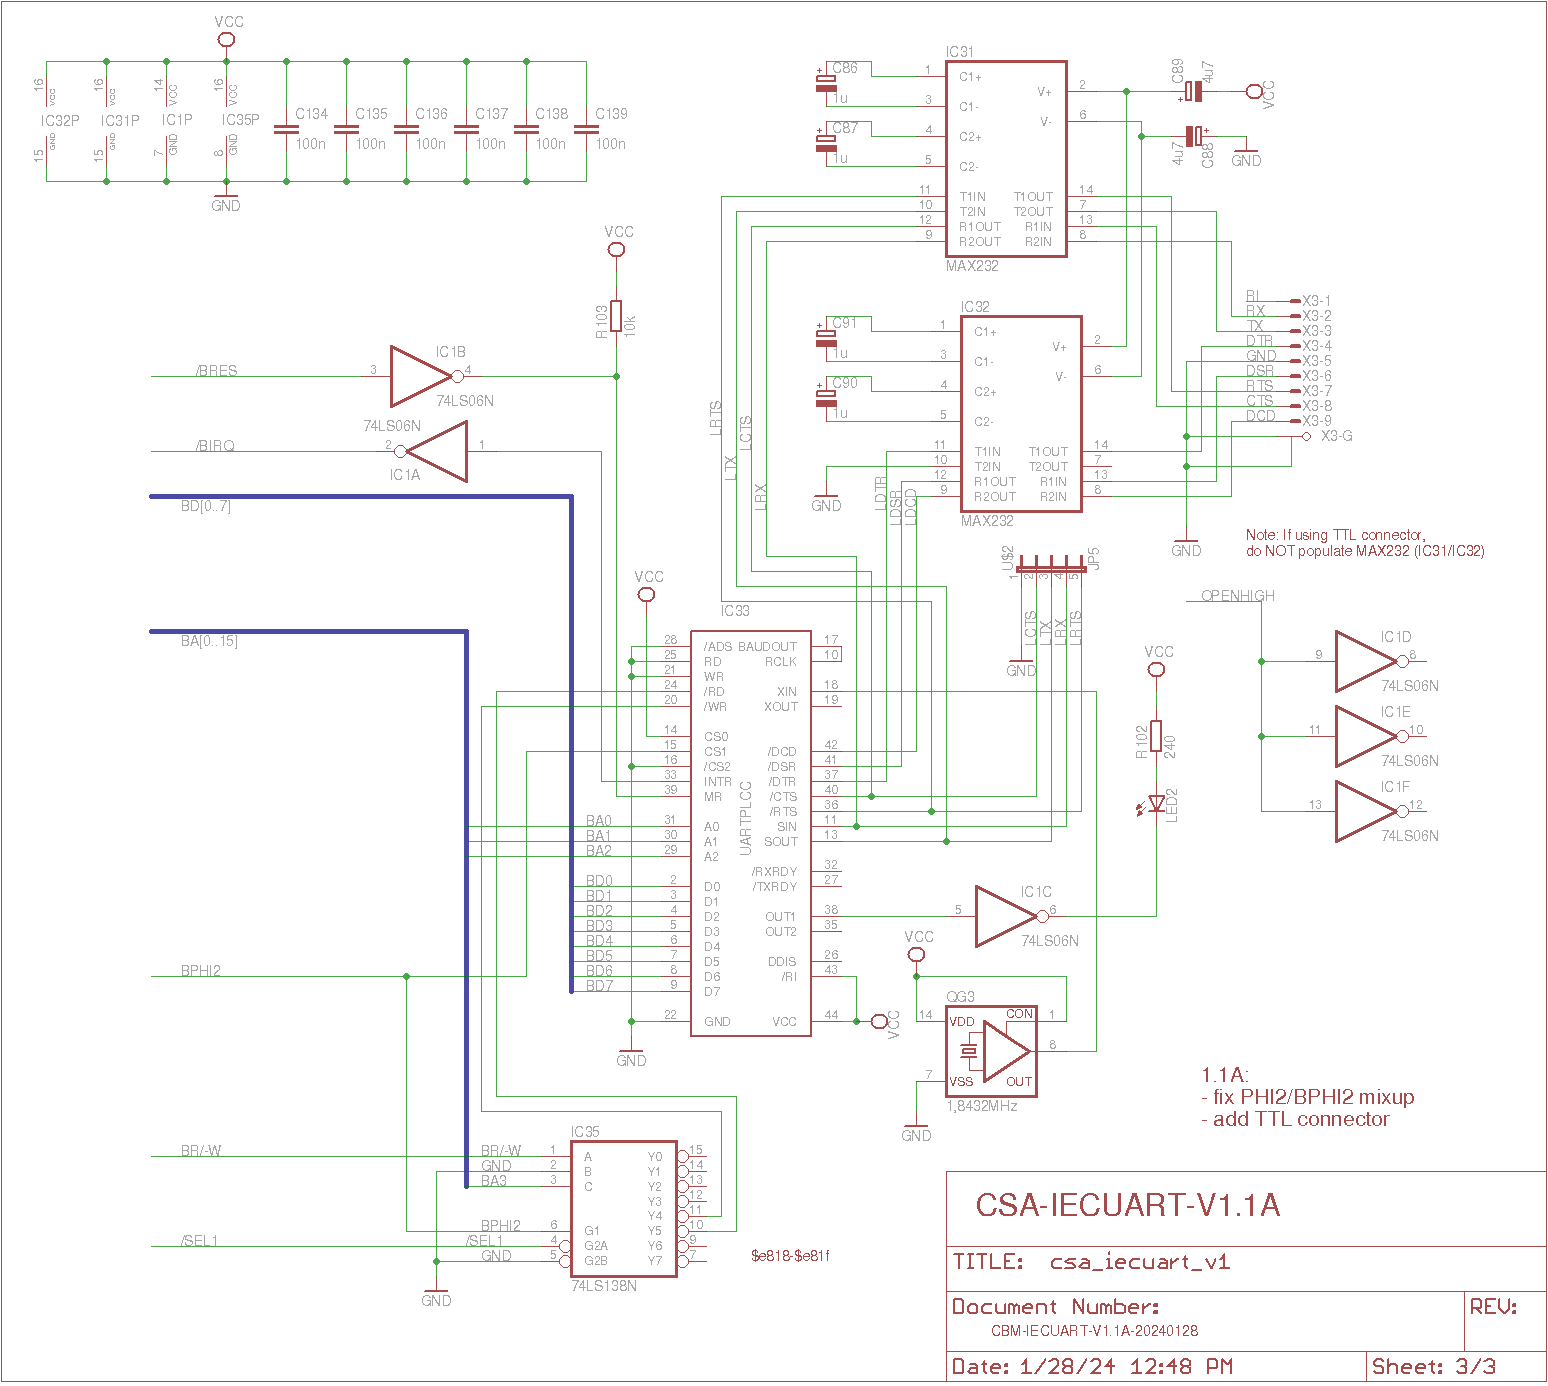 VCC
16
VCC
IC32P
GND
15
16
VCC
IC31P
GND
15
14
VCC
IC1P
GND
7
16
VCC
IC35P
GND
8
C134
100n
C135
100n
C136
100n
C137
100n
C138
100n
C139
100n
GND
IC31
C86
1u
C87
1u
1 C1+
3 C1-
4 C2+
5 C2-
11 T1IN
10 T2IN
12 R1OUT
9 R2OUT
V+ 2
V- 6
T1OUT 14
T2OUT 7
R1IN 13
R2IN 8
MAX232
C89
4u7
VCC
4u7
C88
GND
VCC
R103
10k
IC32
C91
1u
C90
1u
1 C1+
3 C1-
4 C2+
5 C2-
11 T1IN
10 T2IN
12 R1OUT
9 R2OUT
V+ 2
V- 6
T1OUT 14
T2OUT 7
R1IN 13
R2IN 8
MAX232
GND
RI X3-1
RX X3-2
TX X3-3
DTR X3-4
GND X3-5
DSR X3-6
RTS X3-7
CTS X3-8
DCD X3-9
X3-G
GND
LRTS
LTX
LCTS
LRX
LDTR
LDSR
LDCD
/BRES
3
IC1B
4
74LS06N
74LS06N
/BIRQ
2
IC1A
1
BD[0..7]
BA[0..15]
Note: If using TTL connector,
do NOT populate MAX232 (IC31/IC32)
U$2
JP5
1
2
3
4
5
LCTS
LTX
LRX
LRTS
GND
VCC
IC33
28 /ADS BAUDOUT 17
25 RD RCLK 10
21 WR
24 /RD XIN 18
20 /WR XOUT 19
14 CS0
15 CS1 /DCD 42
16 /CS2 /DSR 41
33 INTR /DTR 37
39 MR /CTS 40
/RTS 36
BA0 31 A0 SIN 11
BA1 30 A1 SOUT 13
BA2 29 A2
/RXRDY 32
BD0 2 D0 /TXRDY 27
BD1 3 D1
BD2 4 D2 OUT1 38
BD3 5 D3 OUT2 35
BD4 6 D4
BD5 7 D5 DDIS 26
BD6 8 D6 /RI 43
BD7 9 D7
22 GND VCC 44
UARTPLCC
VCC
GND
OPENHIGH
IC1D
9
8
74LS06N
IC1E
11
10
74LS06N
IC1F
13
12
74LS06N
VCC
R102
240
LED2
IC1C
5
6
74LS06N
VCC
QG3
14 VDD
CON 1
8
7 VSS
OUT
1,8432MHz
GND
BPHI2
1.1A:
- fix PHI2/BPHI2 mixup
- add TTL connector
IC35
BR/-W BR/-W 1 A Y0 15
GND 2 B Y1 14
BA3 3 C Y2 13
Y3 12
Y4 11
BPHI2 6 G1 Y5 10
/SEL1 /SEL1 4 G2A Y6 9
GND 5 G2B Y7 7
74LS138N
GND
$e818-$e81f
CSA-IECUART-V1.1A
TITLE: csa_iecuart_v1
Document Number:
REV:
CBM-IECUART-V1.1A-20240128
Date: 1/28/24 12:48 PM
Sheet: 3/3